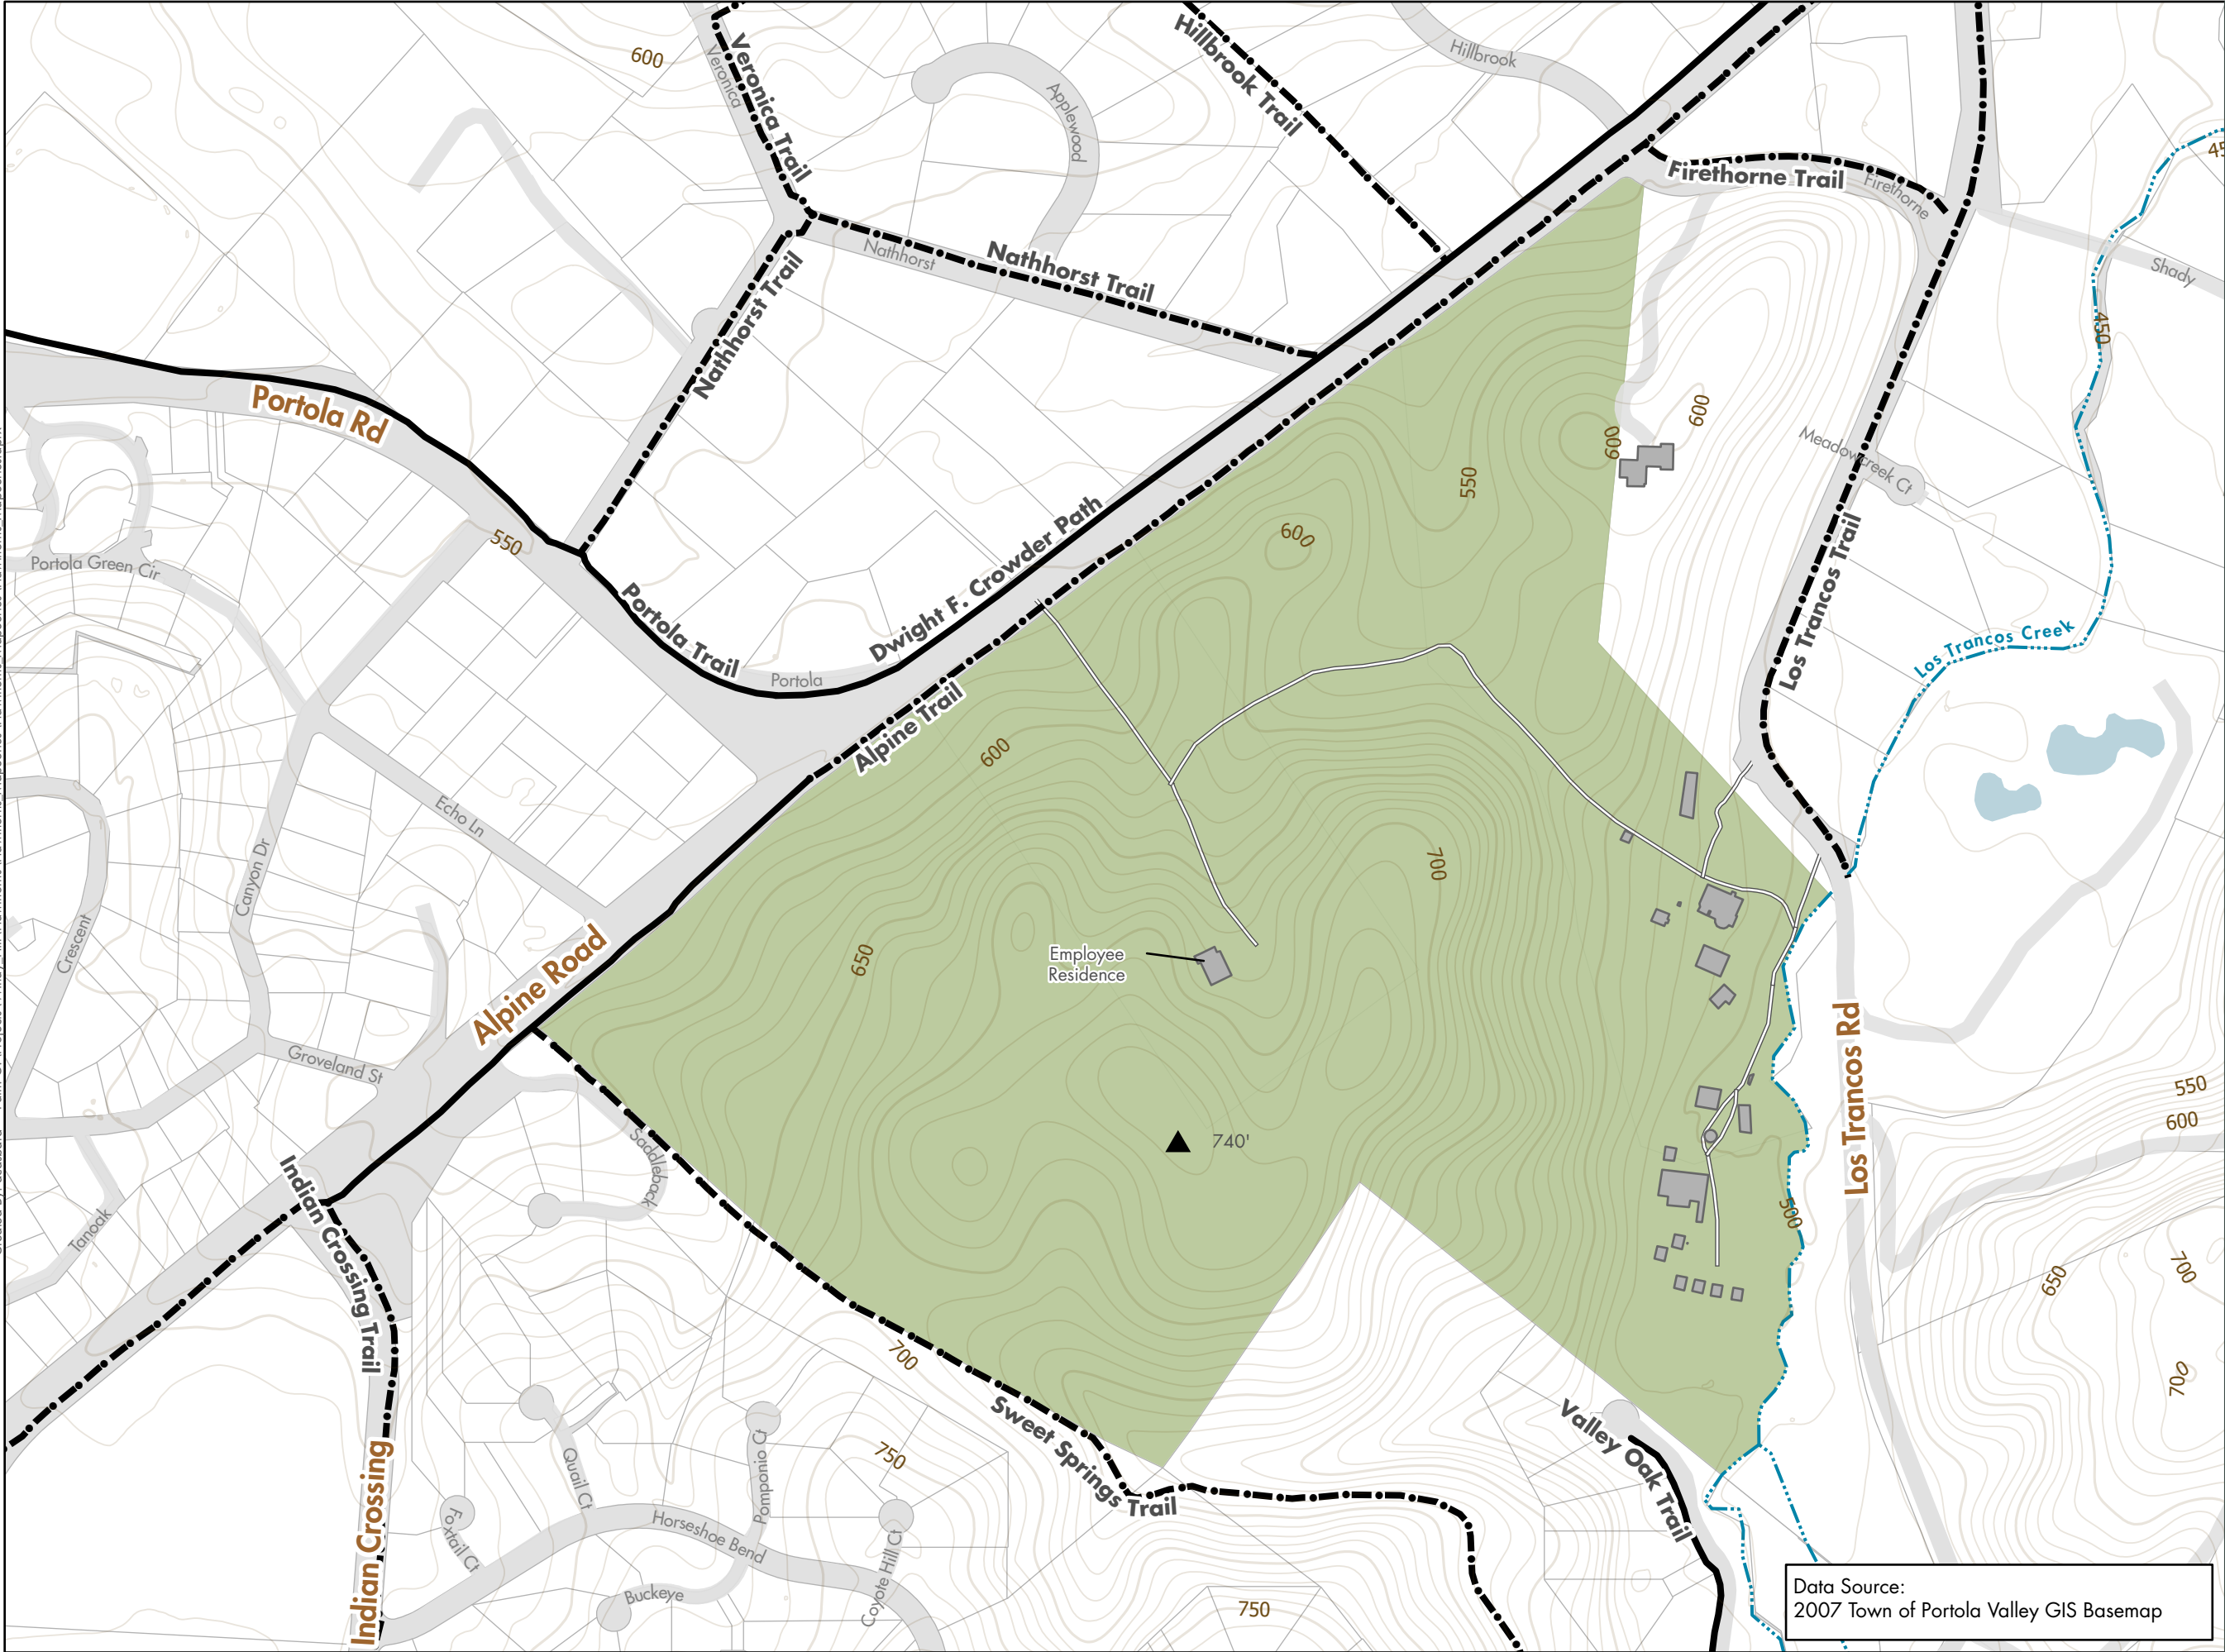 600
Veronica
Veronica Trail
Applewood
Hillbrook Trail
Hillbrook
Firethorne Trail
Firethorne
45
Shady
450
Nathhorst
Nathhorst Trail
Nathhorst Trail
Portola Rd
600
600
550
600
Meadowcreek Ct
550
Portola Green Cir
Portola Trail
Portola
Dwight F. Crowder Path
Alpine Trail
Los Trancos Trail
Los Trancos Creek
600
Echo Ln
Canyon Dr
Crescent
700
650
Employee
Residence
Alpine Road
Groveland St
Los Trancos Rd
550
600
740'
Saddleback
Tanoak
Indian Crossing Trail
500
650
700
700
700
Sweet Springs Trail
Valley Oak Trail
750
Quail Ct
Pomponio Ct
Foxtail Ct
Horseshoe Bend
Coyote Hill Ct
Buckeye
Indian Crossing
750
Data Source:
2007 Town of Portola Valley GIS Basemap